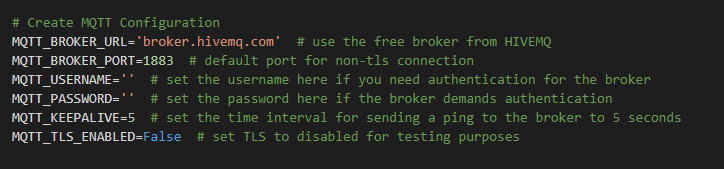 # Create MQTT Configuration
MQTT_BROKER_URL='broker.hivemq.com'  # use the free broker from HIVEMQ
MQTT_BROKER_PORT=1883  # default port for non-tls connection
MQTT_USERNAME=''  # set the username here if you need authentication for the broker
MQTT_PASSWORD=''  # set the password here if the broker demands authentication
MQTT_KEEPALIVE=5  # set the time interval for sending a ping to the broker to 5 seconds
MQTT_TLS_ENABLED=False  # set TLS to disabled for testing purposes